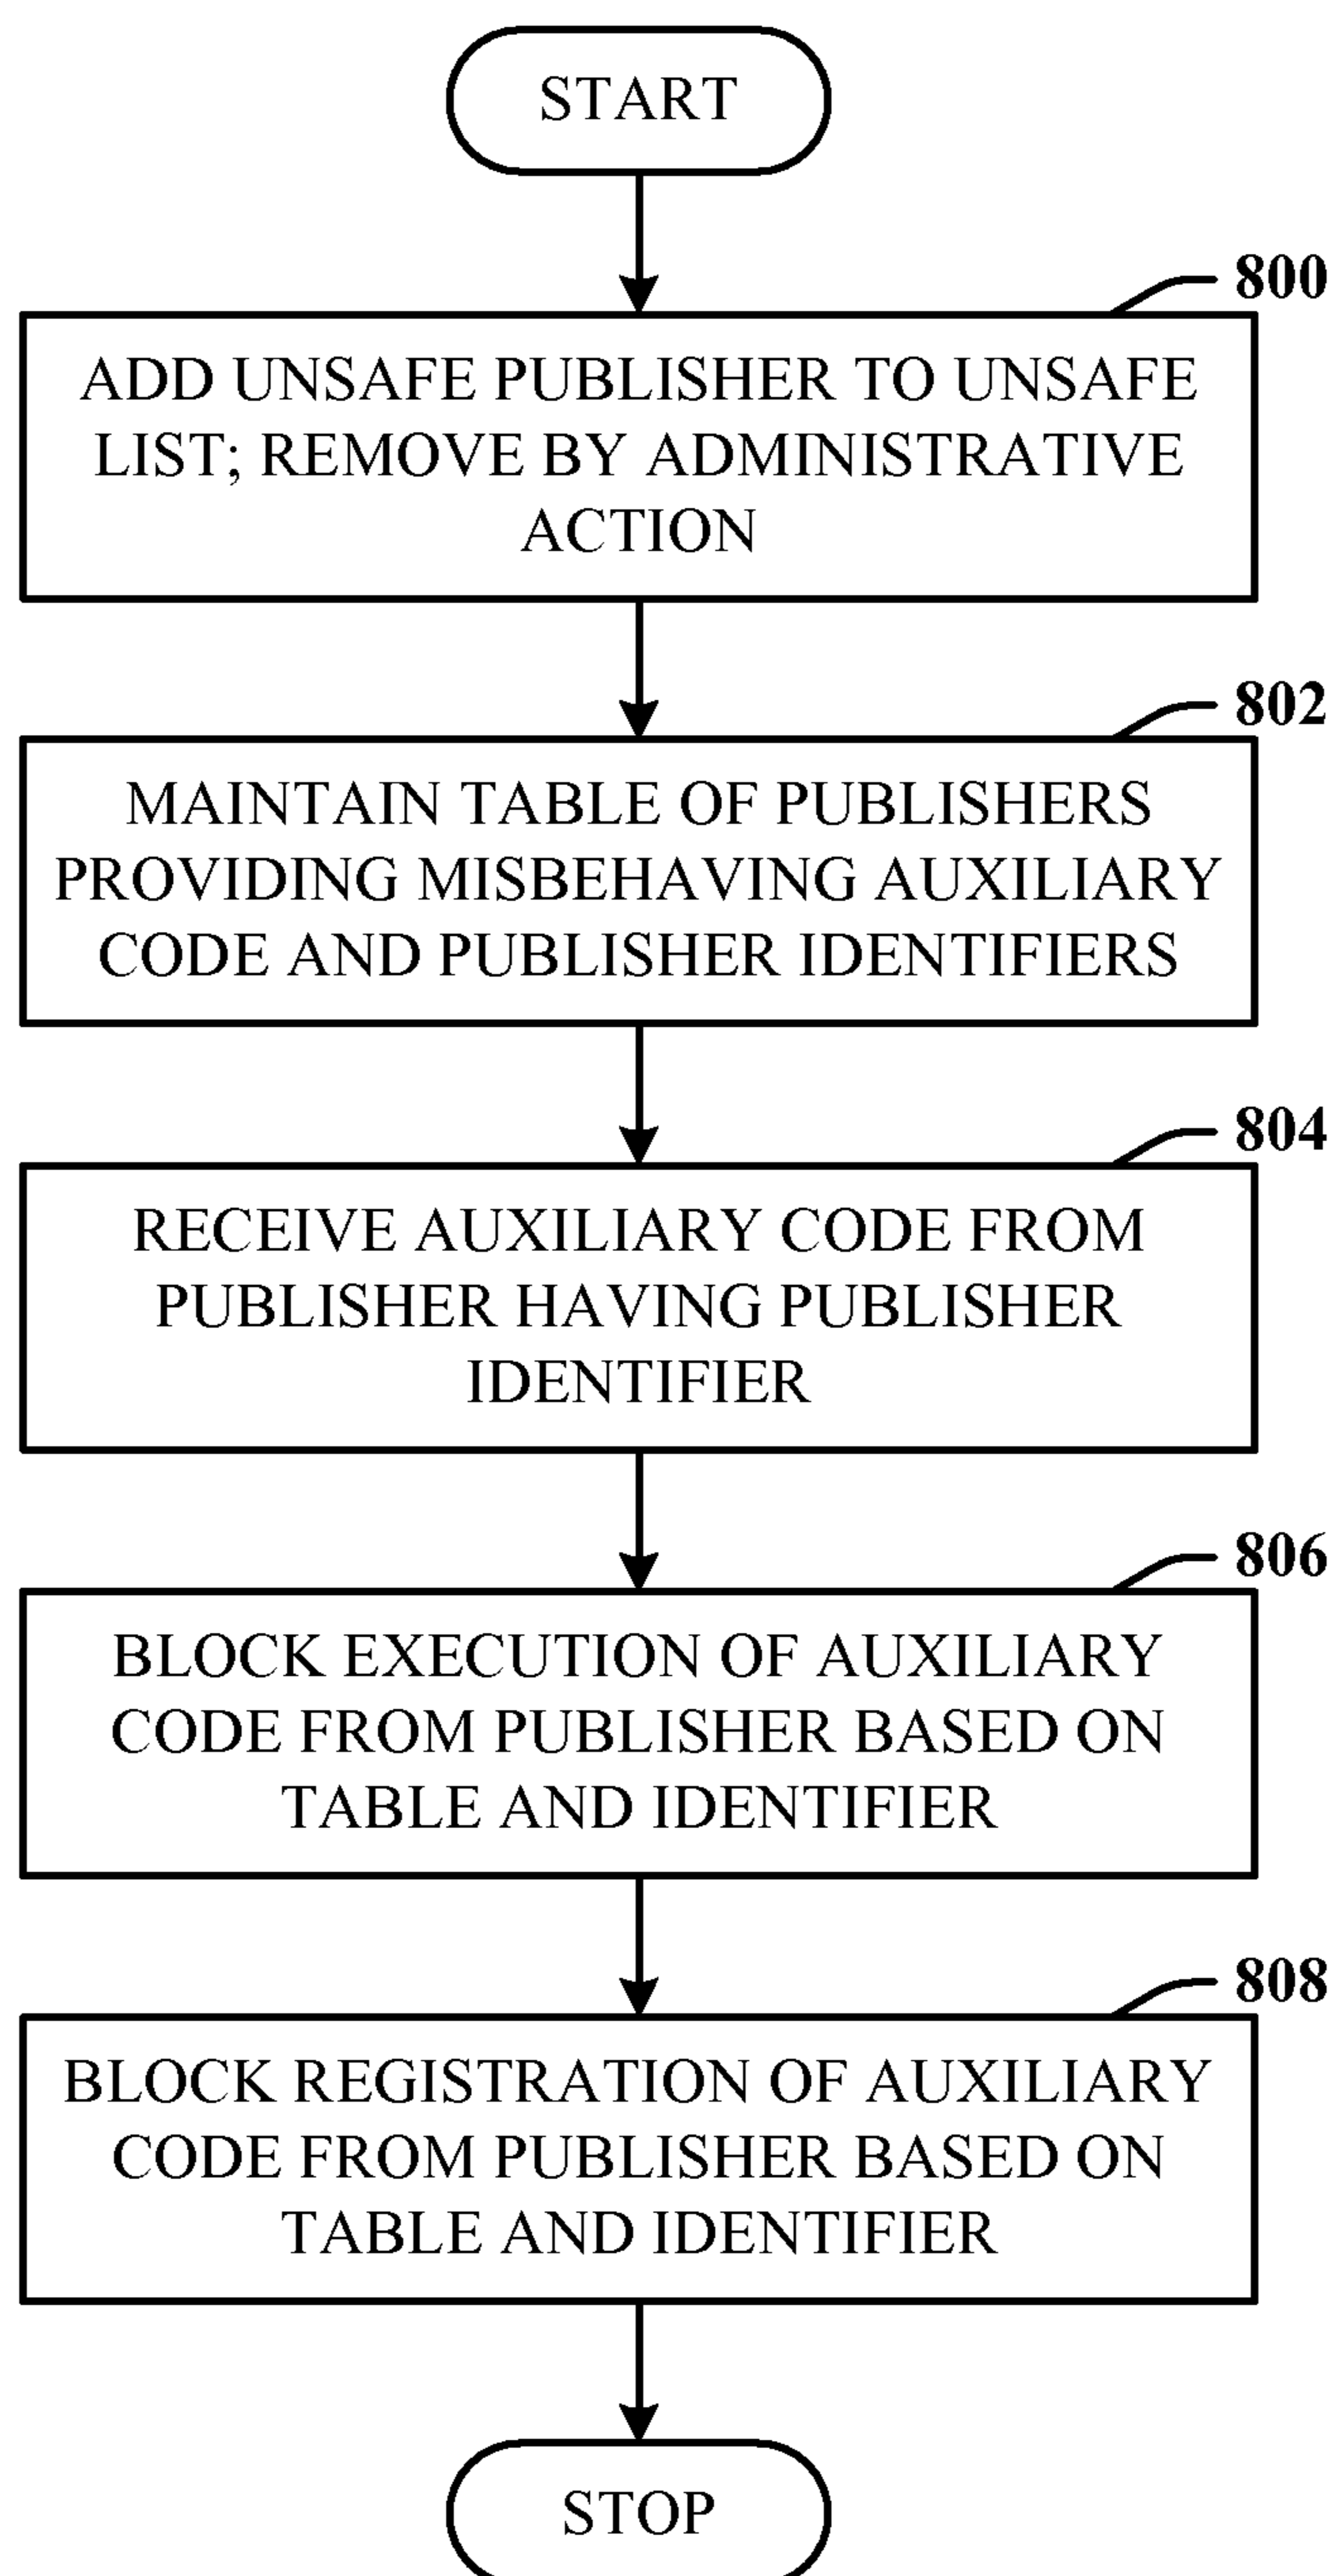 START
800
ADD UNSAFE PUBLISHER TO UNSAFE
LIST; REMOVE BY ADMINISTRATIVE
ACTION
802
MAINTAIN TABLE OF PUBLISHERS
PROVIDING MISBEHAVING AUXILIARY
CODE AND PUBLISHER IDENTIFIERS
804
RECEIVE AUXILIARY CODE FROM
PUBLISHER HAVING PUBLISHER
IDENTIFIER
806
BLOCK EXECUTION OF AUXILIARY
CODE FROM PUBLISHER BASED ON
TABLE AND IDENTIFIER
808
BLOCK REGISTRATION OF AUXILIARY
CODE FROM PUBLISHER BASED ON
TABLE AND IDENTIFIER
STOP